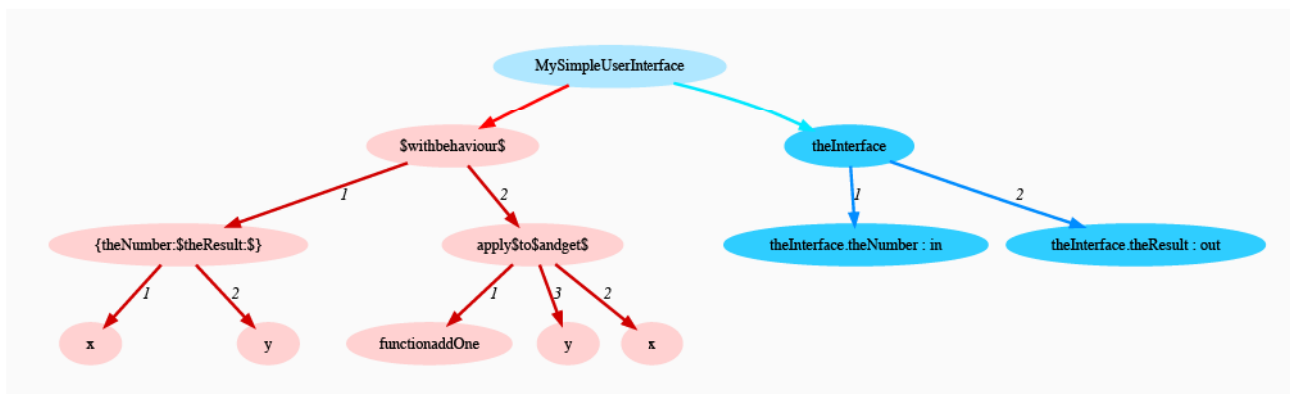 MySimpleUserInterface
$withbehaviour$
theInterface
1
2
1
2
{theNumber:$theResult:$}
apply$to$andget$
theInterface.theNumber : in
theInterface.theResult : out
1
2
1
3
2
x
y
functionaddOne
y
x